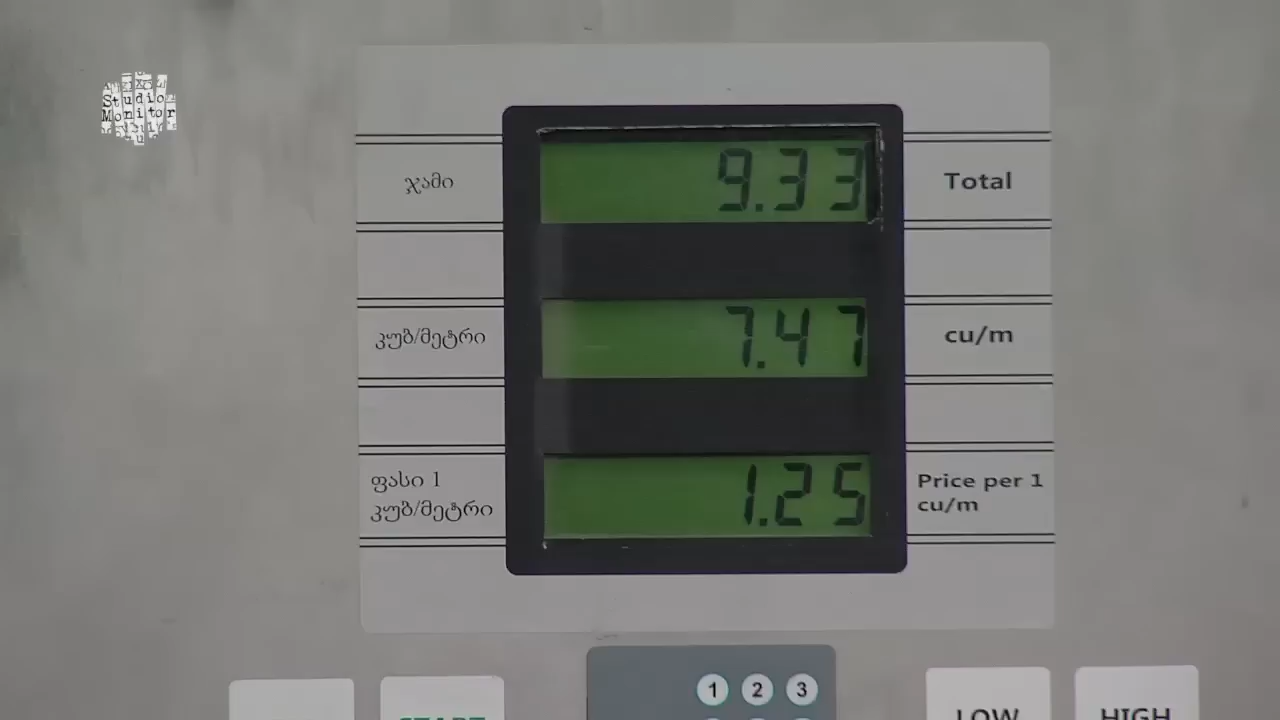 Studio
Monitor
ჯამი
9.33
Total
კუბ/მეტრი
7.47
cu/m
ფასი 1
კუბ/მეტრი
1.25
Price per 1
cu/m
1 2 3
START
LOW
HIGH